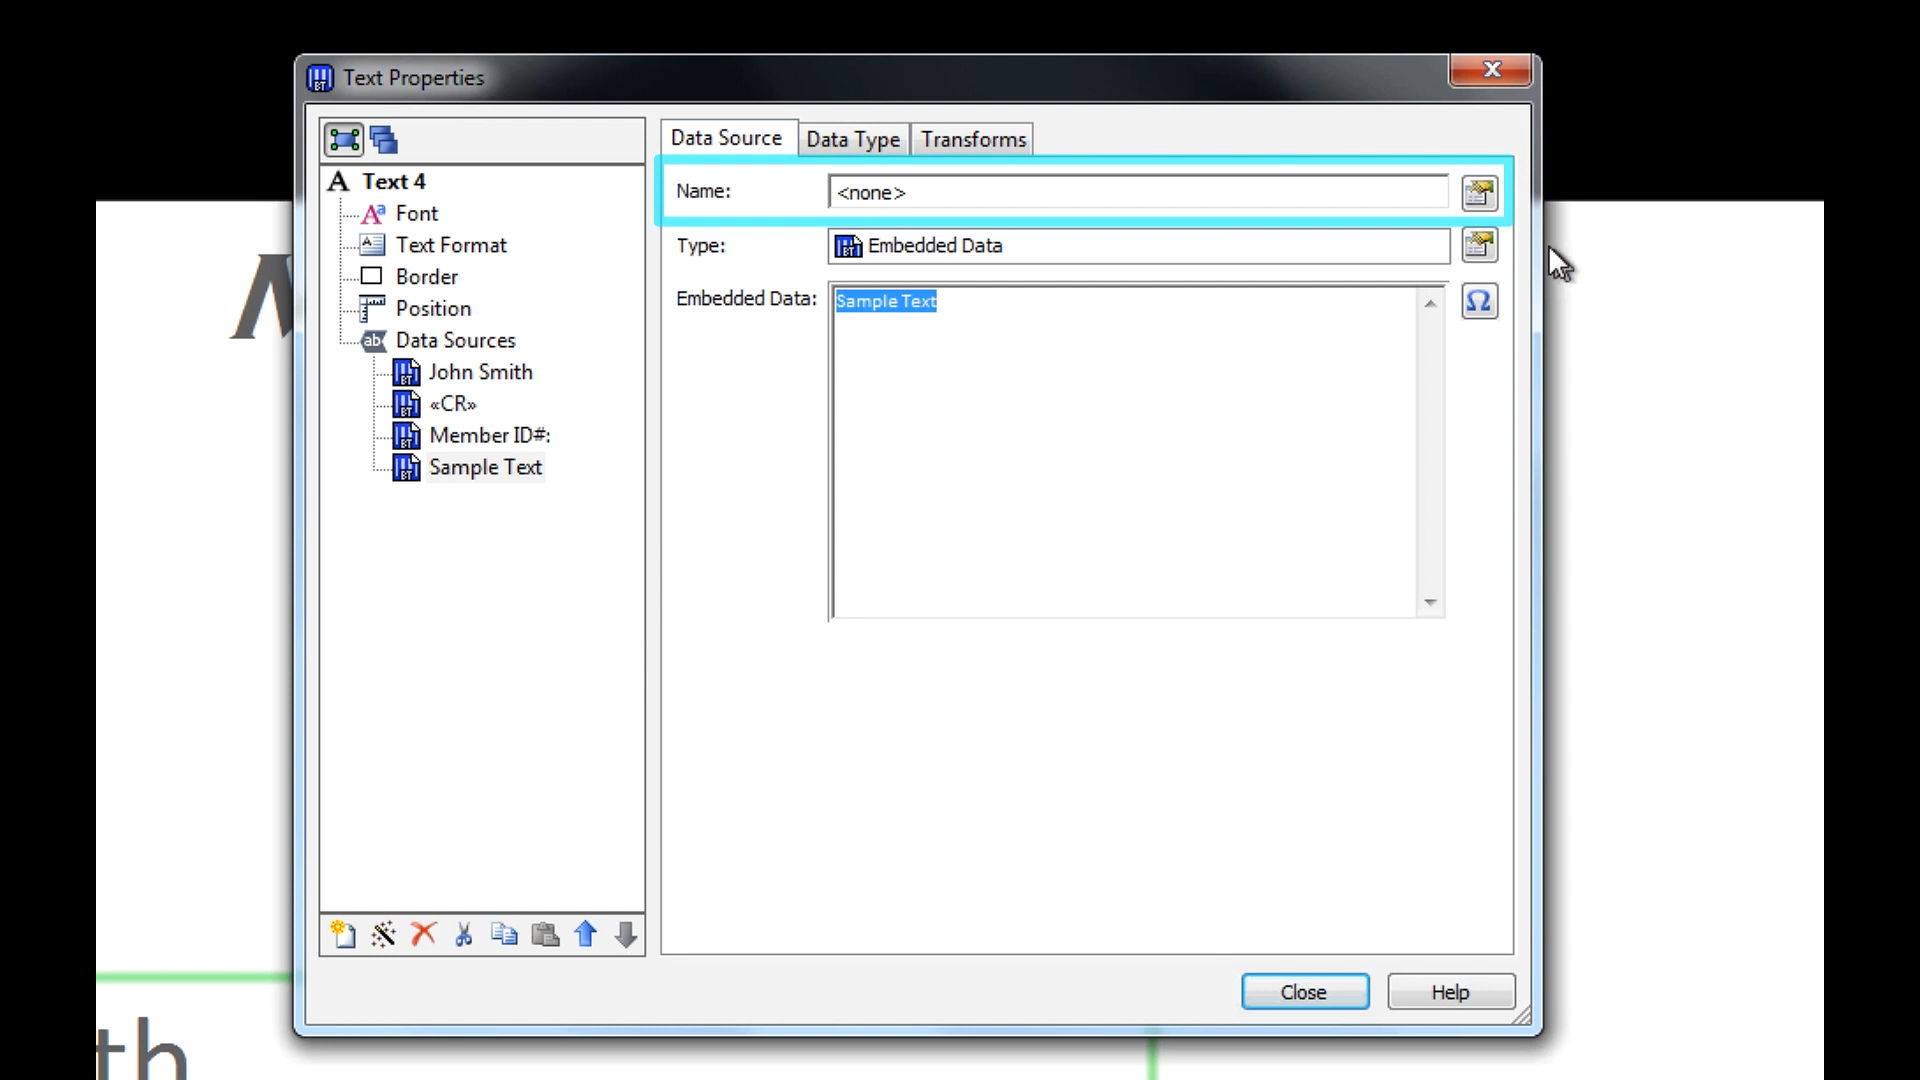 Text Properties
Data Source
Data Type
Transforms
Text 4
Font
Text Format
Border
Position
Data Sources
John Smith
«CR»
Member ID#:
Sample Text
Name:
<none>
Type:
Embedded Data
Embedded Data:
Sample Text
Ω
Close
Help
th